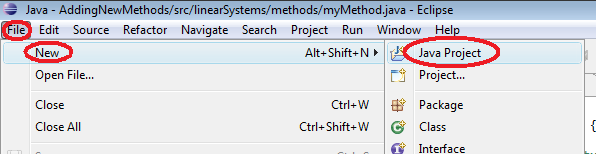 Java - AddingNewMethods/src/linearSystems/methods/myMethod.java - Eclipse
File Edit Source Refactor Navigate Search Project Run Window Help
New Alt+Shift+N Java Project
Open File... Project...
Close Ctrl+W Package
Close All Ctrl+Shift+W Class {
Interface